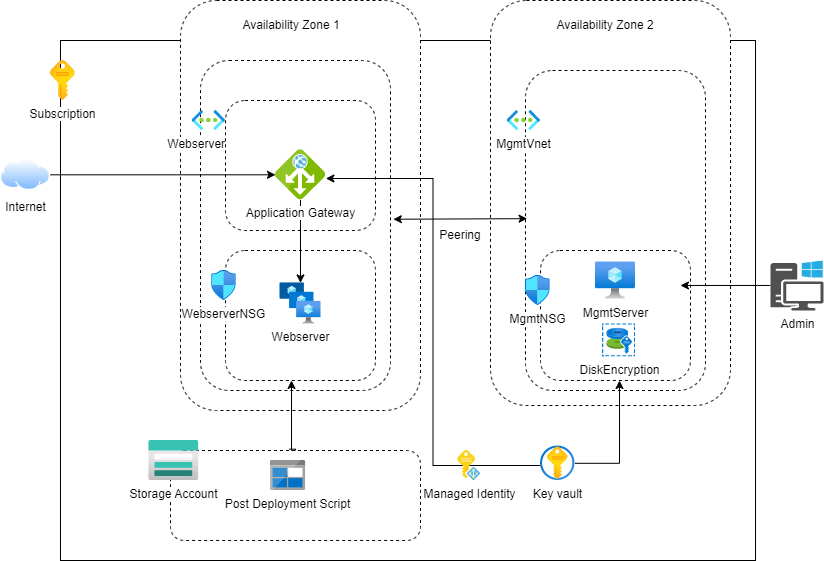 Availability Zone 1
Availability Zone 2
Subscription
Webserver
MgmtVnet
Internet
Application Gateway
Peering
WebserverNSG
MgmtNSG
MgmtServer
Admin
Webserver
DiskEncryption
Storage Account
Post Deployment Script
Managed Identity
Key vault